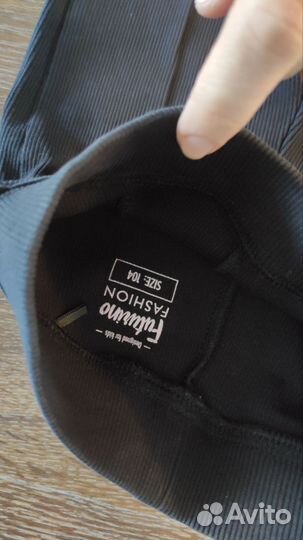 — Designed for kids —
Futurino
FASHION
SIZE: 104
Avito